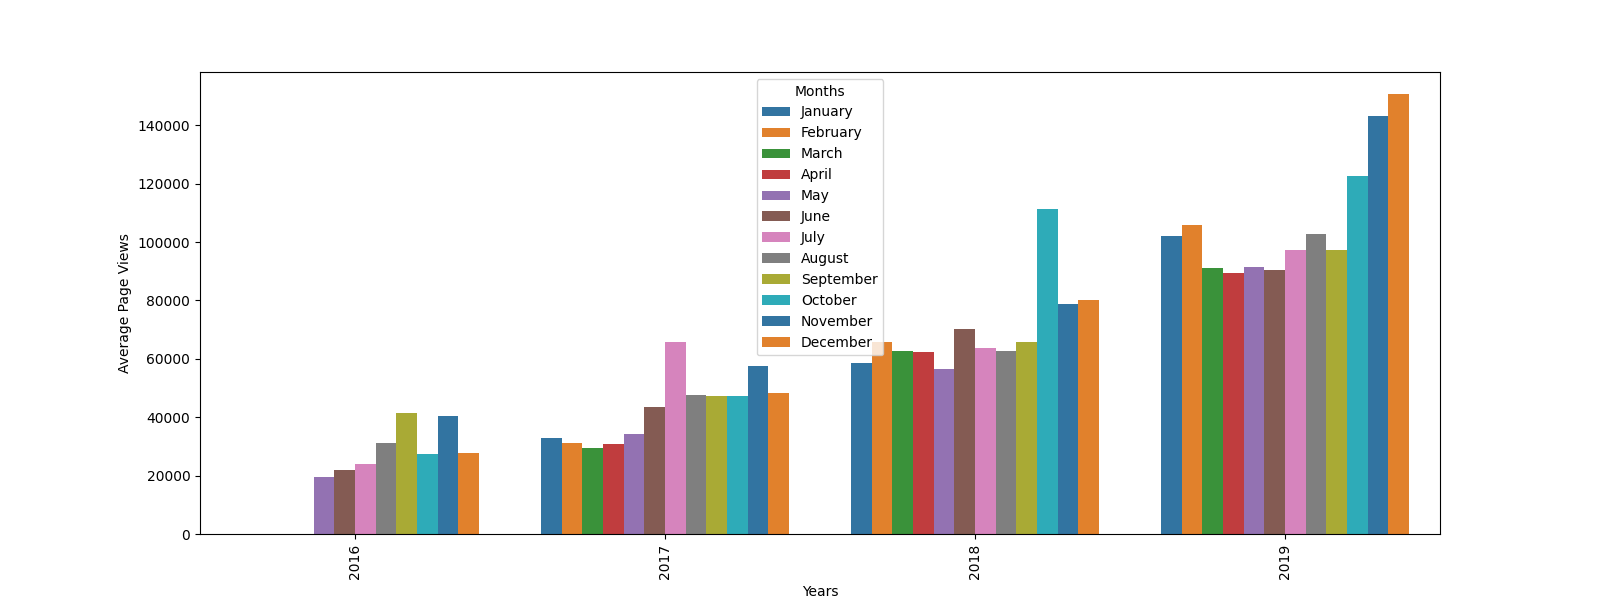 Months
January
February
March
April
May
June
July
August
September
October
November
December
140000
120000
100000
80000
60000
40000
20000
0
Average Page Views
2016
2017
2018
2019
Years